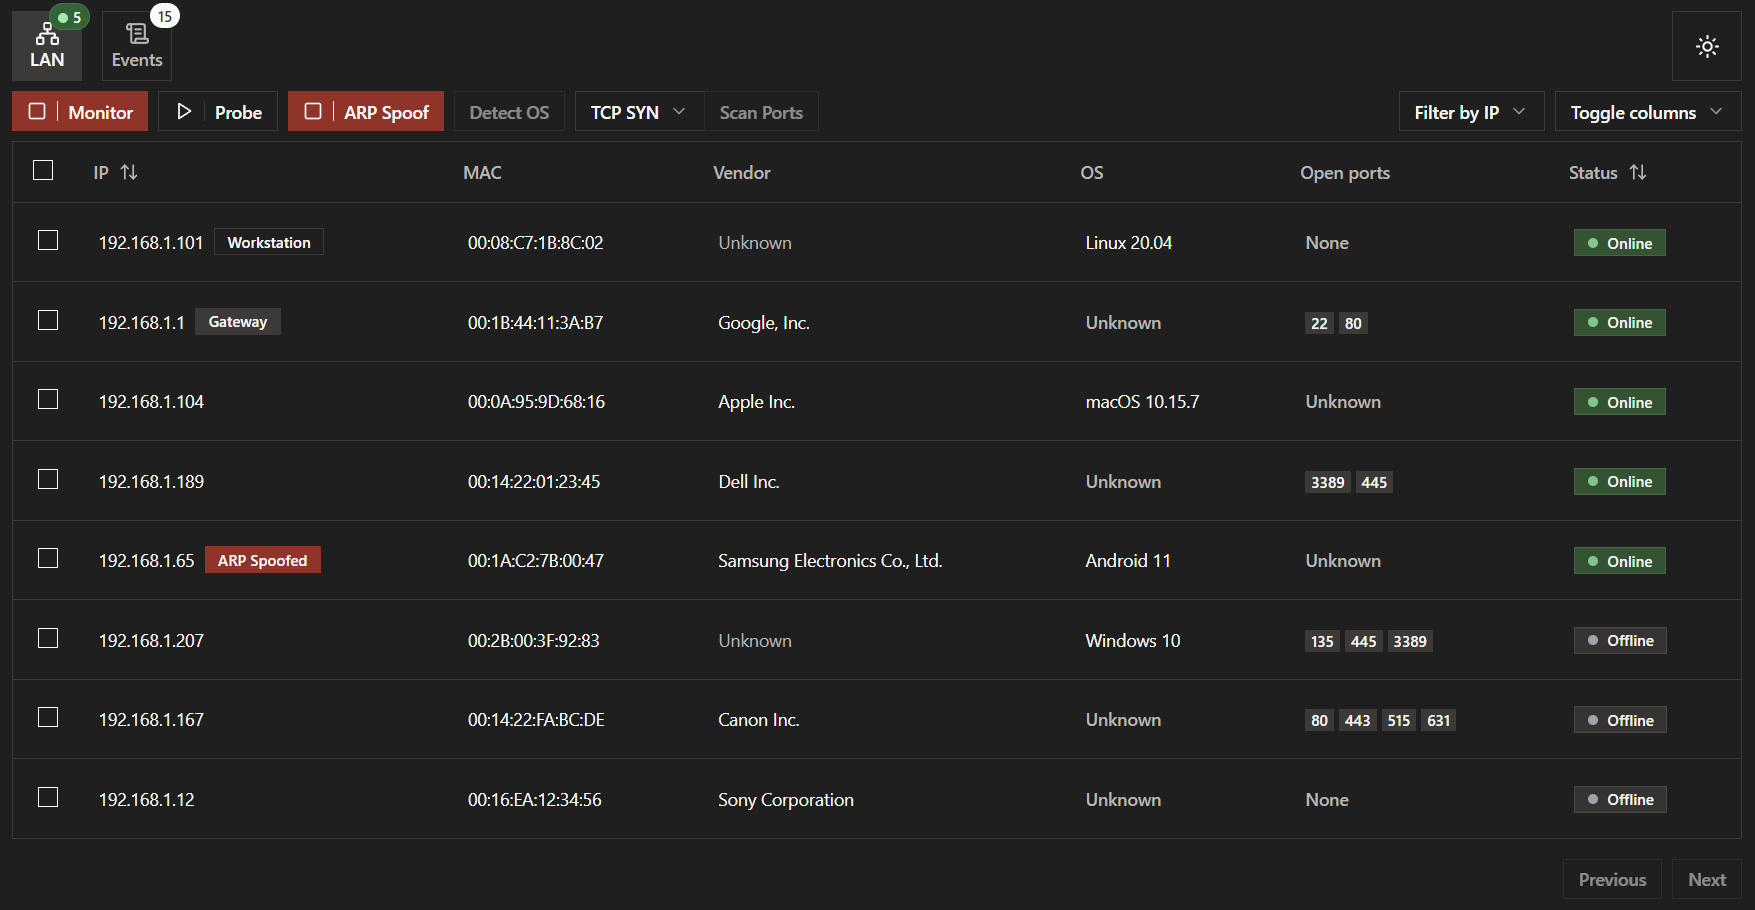 5 15
LAN Events
Monitor Probe ARP Spoof Detect OS TCP SYN Scan Ports Filter by IP Toggle columns
IP MAC Vendor OS Open ports Status
192.168.1.101 Workstation 00:08:C7:1B:8C:02 Unknown Linux 20.04 None Online
192.168.1.1 Gateway 00:1B:44:11:3A:B7 Google, Inc. Unknown 22 80 Online
192.168.1.104 00:0A:95:9D:68:16 Apple Inc. macOS 10.15.7 Unknown Online
192.168.1.189 00:14:22:01:23:45 Dell Inc. Unknown 3389 445 Online
192.168.1.65 ARP Spoofed 00:1A:C2:7B:00:47 Samsung Electronics Co., Ltd. Android 11 Unknown Online
192.168.1.207 00:2B:00:3F:92:83 Unknown Windows 10 135 445 3389 Offline
192.168.1.167 00:14:22:FA:BC:DE Canon Inc. Unknown 80 443 515 631 Offline
192.168.1.12 00:16:EA:12:34:56 Sony Corporation Unknown None Offline
Previous Next